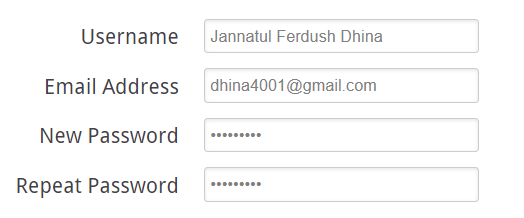 Username Jannatul Ferdush Dhina
Email Address dhina4001@gmail.com
New Password •••••••••
Repeat Password •••••••••